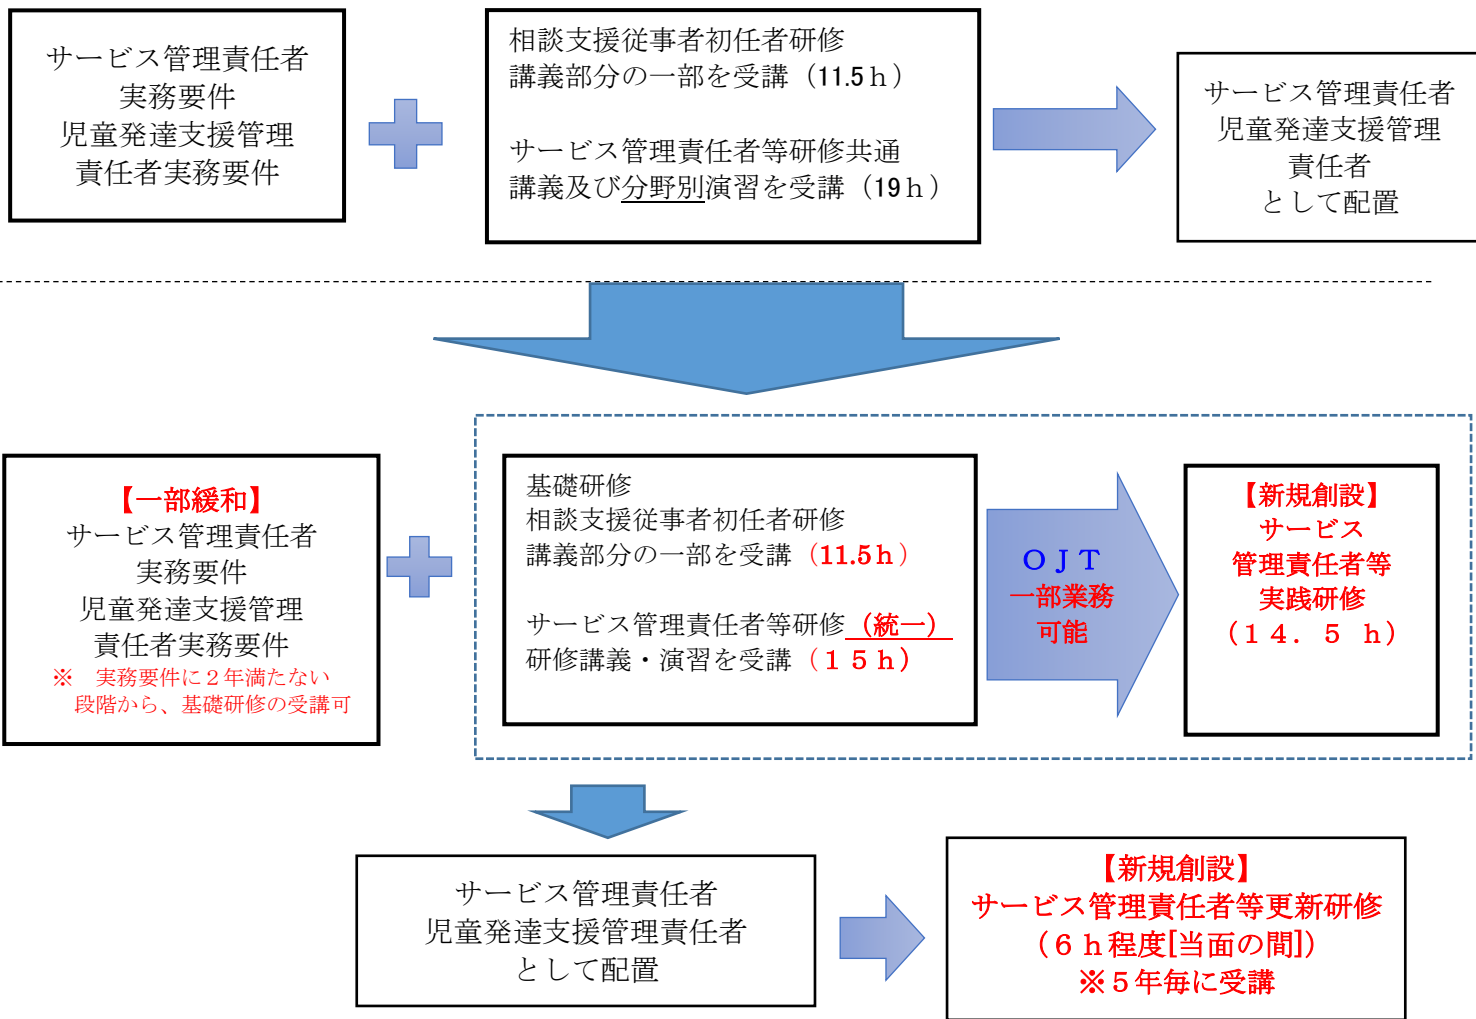 サービス管理責任者
実務要件
児童発達支援管理
責任者実務要件
相談支援従事者初任者研修
講義部分の一部を受講（11.5ｈ）
サービス管理責任者等研修共通
講義及び分野別演習を受講（19ｈ）
サービス管理責任者
児童発達支援管理
責任者
として配置
【一部緩和】
サービス管理責任者
実務要件
児童発達支援管理
責任者実務要件
※　実務要件に２年満たない
段階から、基礎研修の受講可
基礎研修
相談支援従事者初任者研修
講義部分の一部を受講（11.5ｈ）
サービス管理責任者等研修（統一）
研修講義・演習を受講（１５ｈ）
ＯＪＴ
一部業務
可能
【新規創設】
サービス
管理責任者等
実践研修
（１４．５ｈ）
サービス管理責任者
児童発達支援管理責任者
として配置
【新規創設】
サービス管理責任者等更新研修
（６ｈ程度[当面の間]）
※５年毎に受講